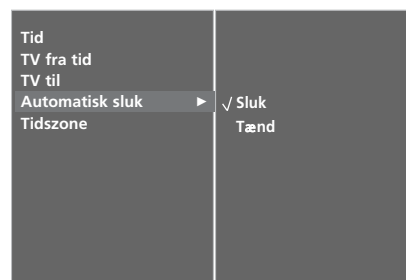 Tid
TV fra tid
TV til
Automatisk sluk ►
Tidszone
√ Sluk
Tænd